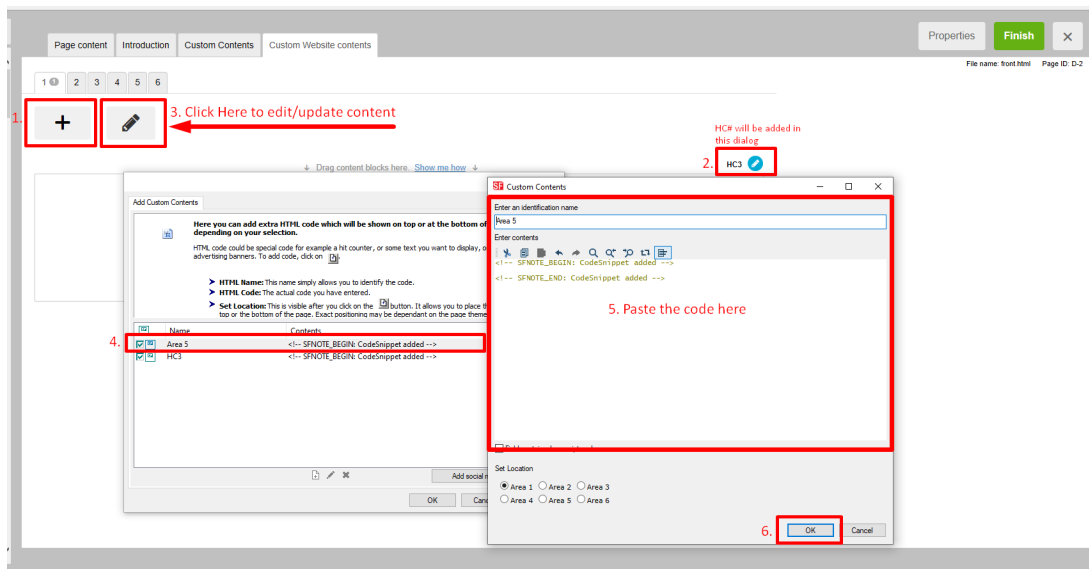 Properties
Finish
Page content
Introduction
Custom Contents
Custom Website contents
File name: front.html Page ID: D-2
1
2
3
4
5
6
1.
3. Click Here to edit/update content
HC# will be added in
this dialog
2.
HC3
Drag content blocks here. Show me how
Add Custom Contents
Here you can add extra HTML code which will be shown on top or at the bottom of
depending on your selection.
HTML code could be special code for example a hit counter, or some text you want to display, o
advertising banners. To add code, click on
HTML Name: This name simply allows you to identify the code.
HTML Code: The actual code you have entered.
Set Location: This is visible after you click on the button. It allows you to place th
top or the bottom of the page. Exact positioning may be dependant on the page theme
Name
Contents
4.
Area 5
<!-- SFNOTE_BEGIN: CodeSnippet added -->
HC3
<!-- SFNOTE_BEGIN: CodeSnippet added -->
Add social m
OK
Canc
SF Custom Contents
Enter an identification name
Area 5
Enter contents
<!-- SFNOTE_BEGIN: CodeSnippet added -->
<!-- SFNOTE_END: CodeSnippet added -->
5. Paste the code here
Set Location
Area 1
Area 2
Area 3
Area 4
Area 5
Area 6
6.
OK
Cancel